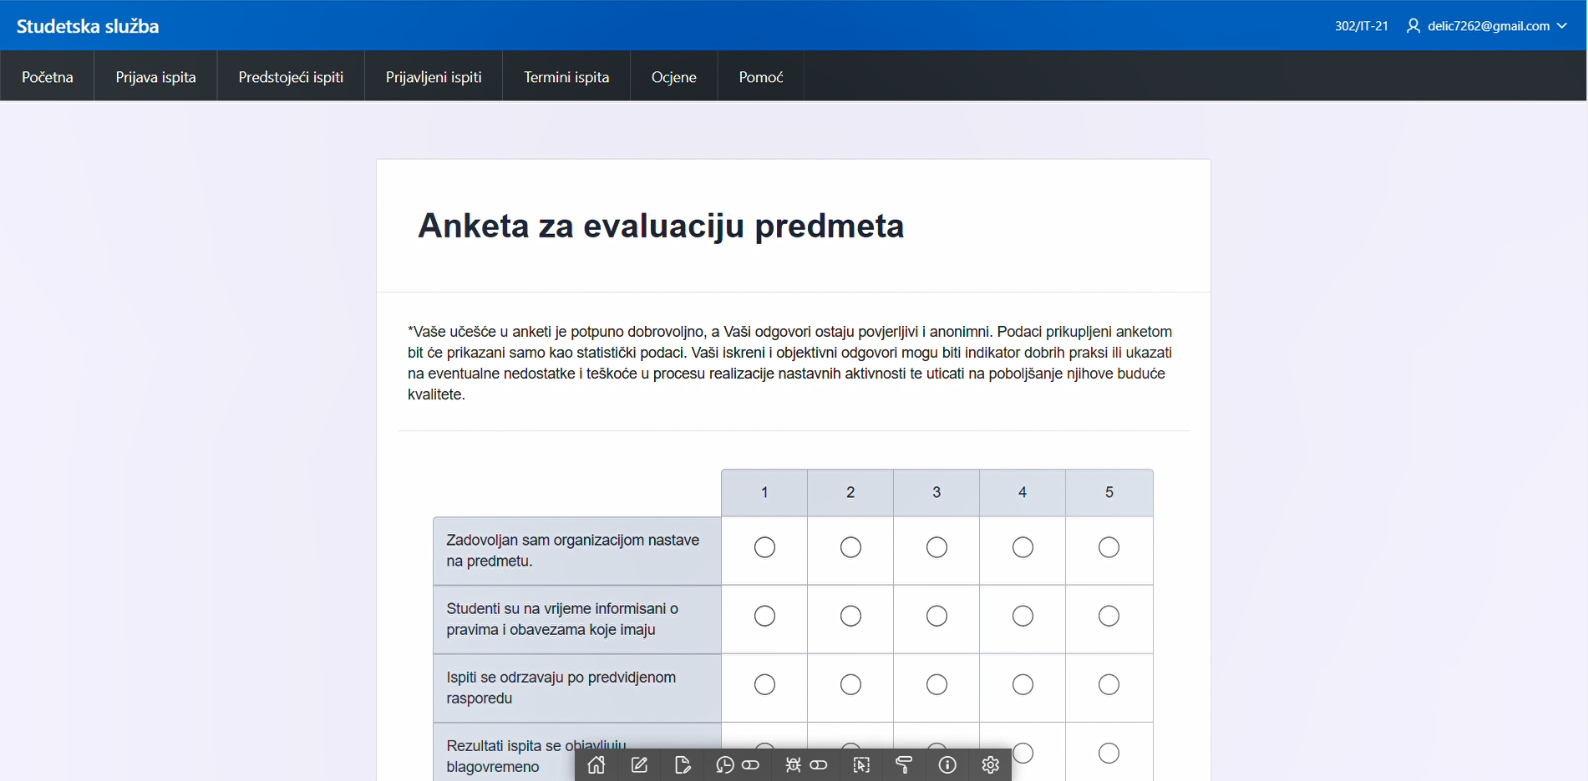 Studetska služba
302/IT-21 delic7262@gmail.com
Početna Prijava ispita Predstojeći ispiti Prijavljeni ispiti Termini ispita Ocjene Pomoć
Anketa za evaluaciju predmeta
*Vaše učešće u anketi je potpuno dobrovoljno, a Vaši odgovori ostaju povjerljivi i anonimni. Podaci prikupljeni anketom
bit će prikazani samo kao statistički podaci. Vaši iskreni i objektivni odgovori mogu biti indikator dobrih praksi ili ukazati
na eventualne nedostatke i teškoće u procesu realizacije nastavnih aktivnosti te uticati na poboljšanje njihove buduće
kvalitete.
1 2 3 4 5
Zadovoljan sam organizacijom nastave
na predmetu.
Studenti su na vrijeme informisani o
pravima i obavezama koje imaju
Ispiti se odrzavaju po predvidjenom
rasporedu
Rezultati ispita se objavljuju
blagovremeno